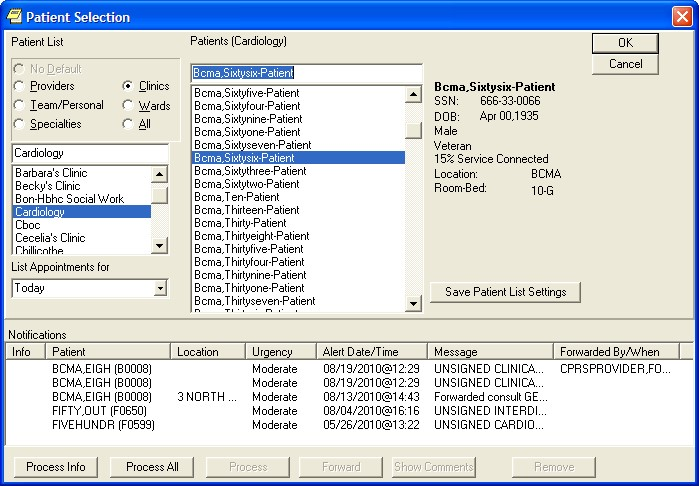 Patient Selection
Patient List
No Default
Providers
Clinics
Team/Personal
Wards
Specialties
All
Cardiology
Barbara's Clinic
Becky's Clinic
Bon-Hbhc Social Work
Cardiology
Cboc
Cecelia's Clinic
Chillicothe
List Appointments for
Today
Patients (Cardiology)
Bcma,Sixtysix-Patient
Bcma,Sixtyfive-Patient
Bcma,Sixtyfour-Patient
Bcma,Sixtynine-Patient
Bcma,Sixtyone-Patient
Bcma,Sixtyseven-Patient
Bcma,Sixtysix-Patient
Bcma,Sixtythree-Patient
Bcma,Sixtytwo-Patient
Bcma,Ten-Patient
Bcma,Thirteen-Patient
Bcma,Thirty-Patient
Bcma,Thirtyeight-Patient
Bcma,Thirtyfive-Patient
Bcma,Thirtyfour-Patient
Bcma,Thirtynine-Patient
Bcma,Thirtyone-Patient
Bcma,Thirtyseven-Patient
OK
Cancel
Bcma,Sixtysix-Patient
SSN: 666-33-0066
DOB: Apr 00,1935
Male
Veteran
15% Service Connected
Location: BCMA
Room-Bed: 10-G
Save Patient List Settings
Notifications
Info Patient Location Urgency Alert Date/Time Message Forwarded By/When
BCMA,EIGH (B0008) Moderate 08/19/2010@12:29 UNSIGNED CLINICA... CPRSPROVIDER,FO...
BCMA,EIGH (B0008) Moderate 08/19/2010@12:29 UNSIGNED CLINICA...
BCMA,EIGH (B0008) 3 NORTH ... Moderate 08/13/2010@14:43 Forwarded consult GE...
FIFTY,OUT (F0650) Moderate 08/04/2010@16:16 UNSIGNED INTERDI...
FIVEHUNDR (F0599) Moderate 05/26/2010@13:22 UNSIGNED CARDIO...
Process Info Process All Process Forward Show Comments Remove